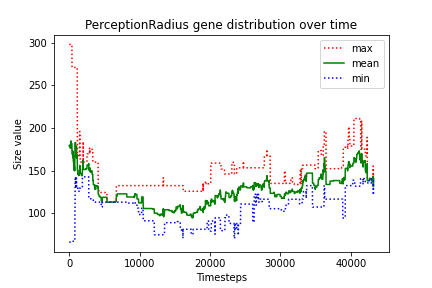 PerceptionRadius gene distribution over time
300
250
200
150
100
Size value
max
mean
min
0 10000 20000 30000 40000
Timesteps